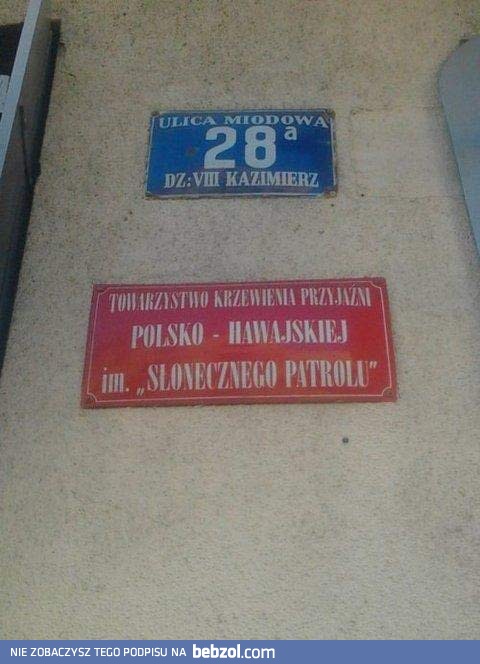 ULICA MIODOWA
28a
DZ: VIII KAZIMIERZ
TOWARZYSTWO KRZEWIENIA PRZYJAŹNI
POLSKO - HAWAJSKIEJ
im. „SŁONECZNEGO PATROLU”
NIE ZOBACZYSZ TEGO PODPISU NA bebzol.com